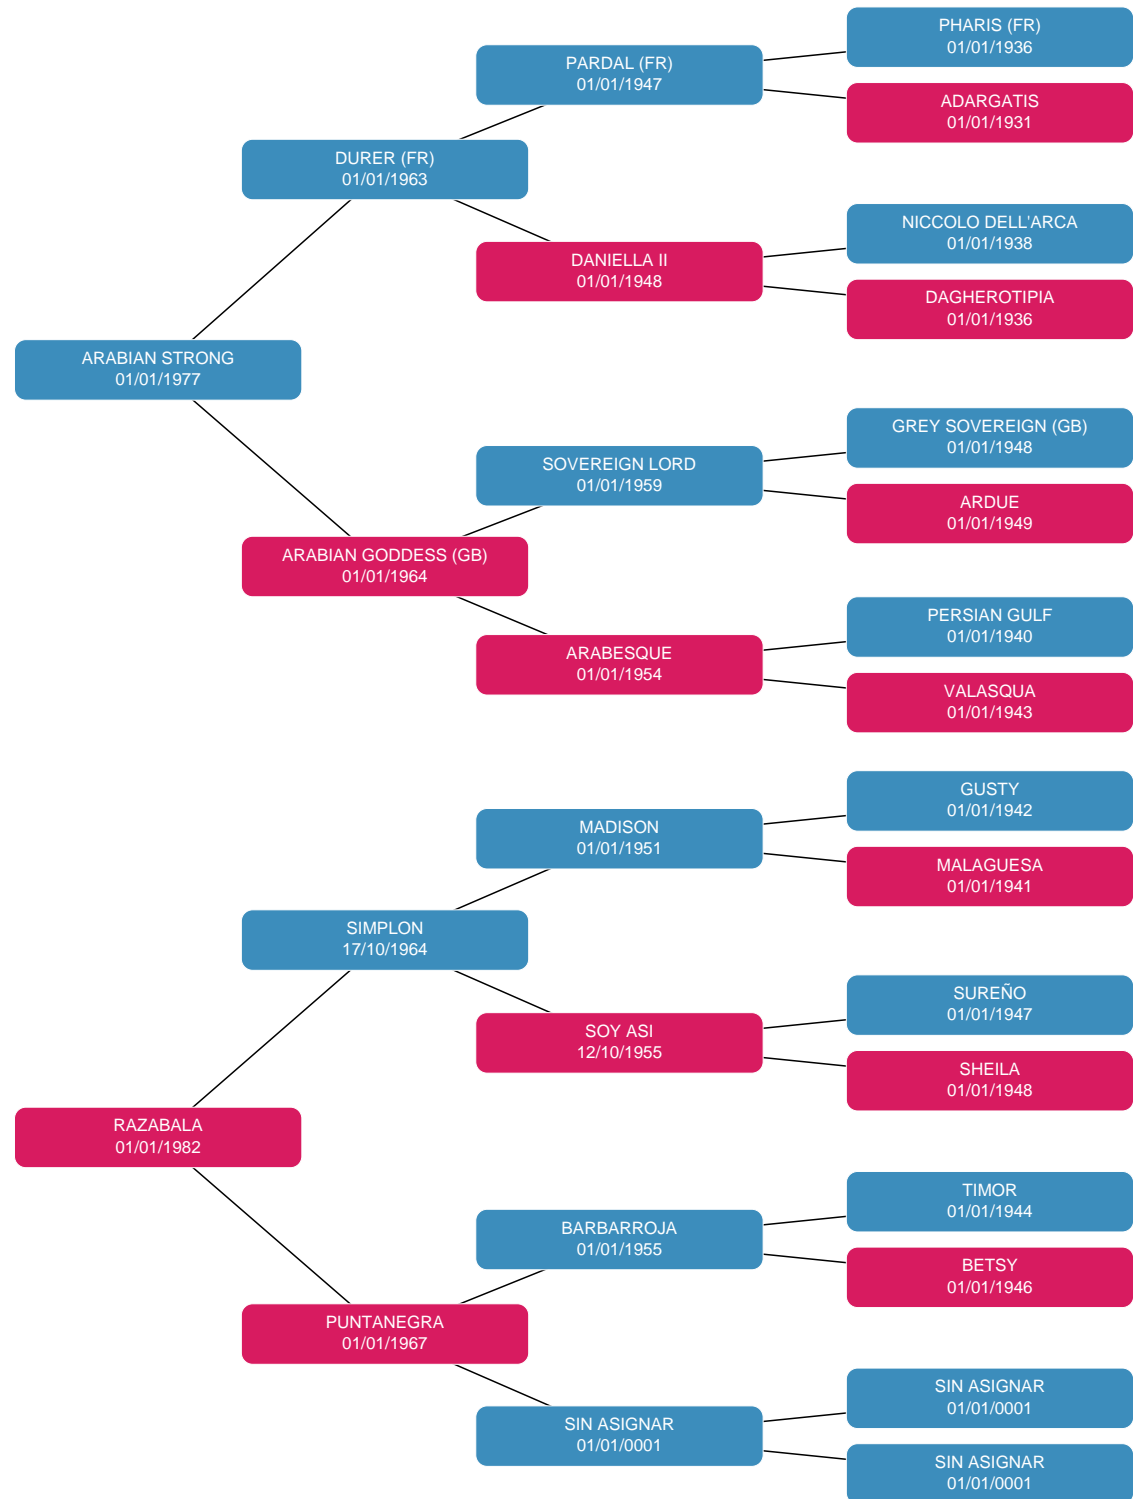 PHARIS (FR)
01/01/1936
PARDAL (FR)
01/01/1947
ADARGATIS
01/01/1931
DURER (FR)
01/01/1963
NICCOLO DELL'ARCA
01/01/1938
DANIELLA II
01/01/1948
DAGHEROTIPIA
01/01/1936
ARABIAN STRONG
01/01/1977
GREY SOVEREIGN (GB)
01/01/1948
SOVEREIGN LORD
01/01/1959
ARDUE
01/01/1949
ARABIAN GODDESS (GB)
01/01/1964
PERSIAN GULF
01/01/1940
ARABESQUE
01/01/1954
VALASQUA
01/01/1943
GUSTY
01/01/1942
MADISON
01/01/1951
MALAGUESA
01/01/1941
SIMPLON
17/10/1964
SUREÑO
01/01/1947
SOY ASI
12/10/1955
SHEILA
01/01/1948
RAZABALA
01/01/1982
TIMOR
01/01/1944
BARBARROJA
01/01/1955
BETSY
01/01/1946
PUNTANEGRA
01/01/1967
SIN ASIGNAR
01/01/0001
SIN ASIGNAR
01/01/0001
SIN ASIGNAR
01/01/0001